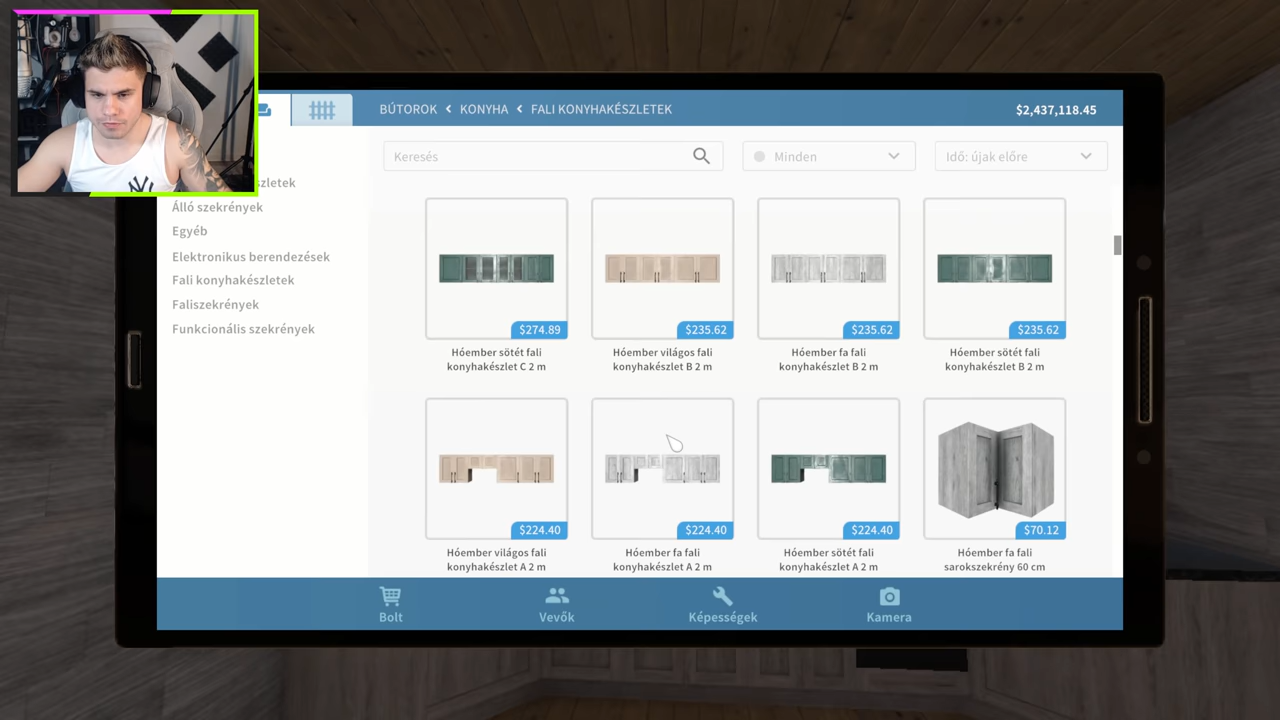 BÚTOROK < KONYHA < FALI KONYHAKÉSZLETEK
$2,437,118.45
Keresés
Minden
Idő: újak előre
szletek
Álló szekrények
Egyéb
Elektronikus berendezések
Fali konyhakészletek
Faliszekrények
Funkcionális szekrények
$274.89
$235.62
$235.62
$235.62
Hóember sötét fali
konyhakészlet C 2 m
Hóember világos fali
konyhakészlet B 2 m
Hóember fa fali
konyhakészlet B 2 m
Hóember sötét fali
konyhakészlet B 2 m
$224.40
$224.40
$224.40
$70.12
Hóember világos fali
konyhakészlet A 2 m
Hóember fa fali
konyhakészlet A 2 m
Hóember sötét fali
konyhakészlet A 2 m
Hóember fa fali
sarokszekrény 60 cm
Bolt
Vevők
Képességek
Kamera